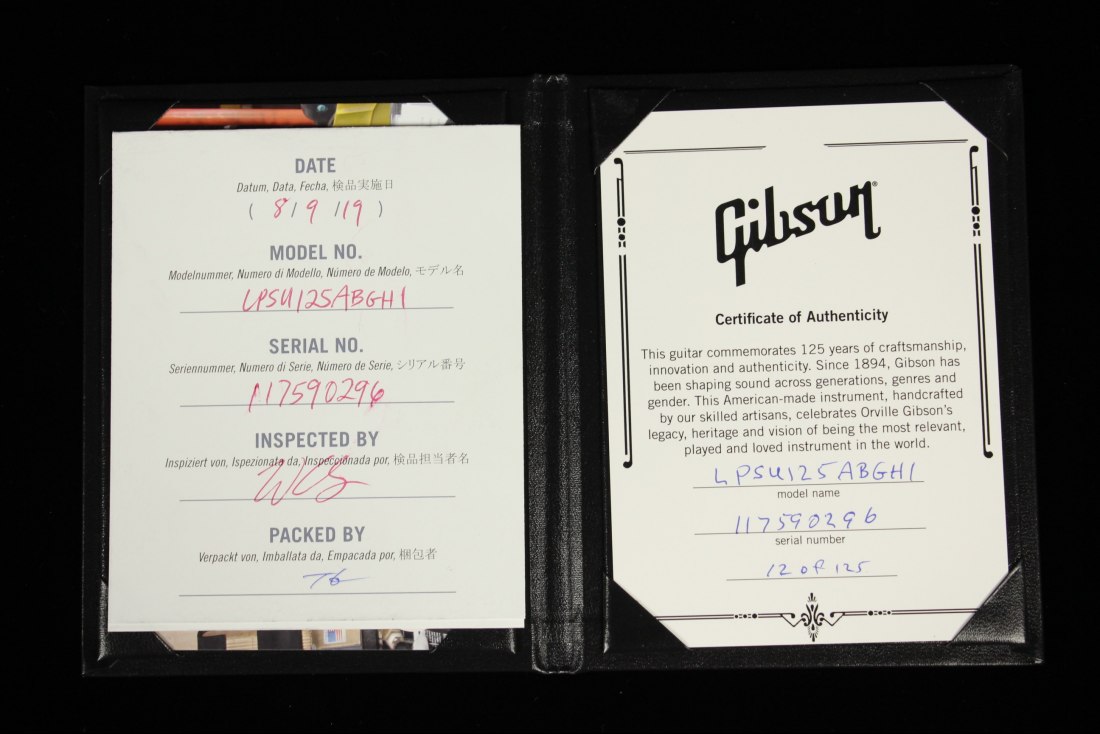 DATE
Datum, Data, Fecha, 検品実施日
( 8 / 9 / 19 )
MODEL NO.
Modelnummer, Numero di Modello, Número de Modelo, モデル名
LPSU125ABGH1
SERIAL NO.
Seriennummer, Numero di Serie, Número de Serie, シリアル番号
117590296
INSPECTED BY
Inspiziert von, Ispezionato da, Inspeccionada por, 検品担当者名
PACKED BY
Verpackt von, Imballata da, Empacada por, 梱包者
Gibson®
Certificate of Authenticity
This guitar commemorates 125 years of craftsmanship,
innovation and authenticity. Since 1894, Gibson has
been shaping sound across generations, genres and
gender. This American-made instrument, handcrafted
by our skilled artisans, celebrates Orville Gibson's
legacy, heritage and vision of being the most relevant,
played and loved instrument in the world.
LPSU125ABGH1
model name
117590296
serial number
12 OF 125